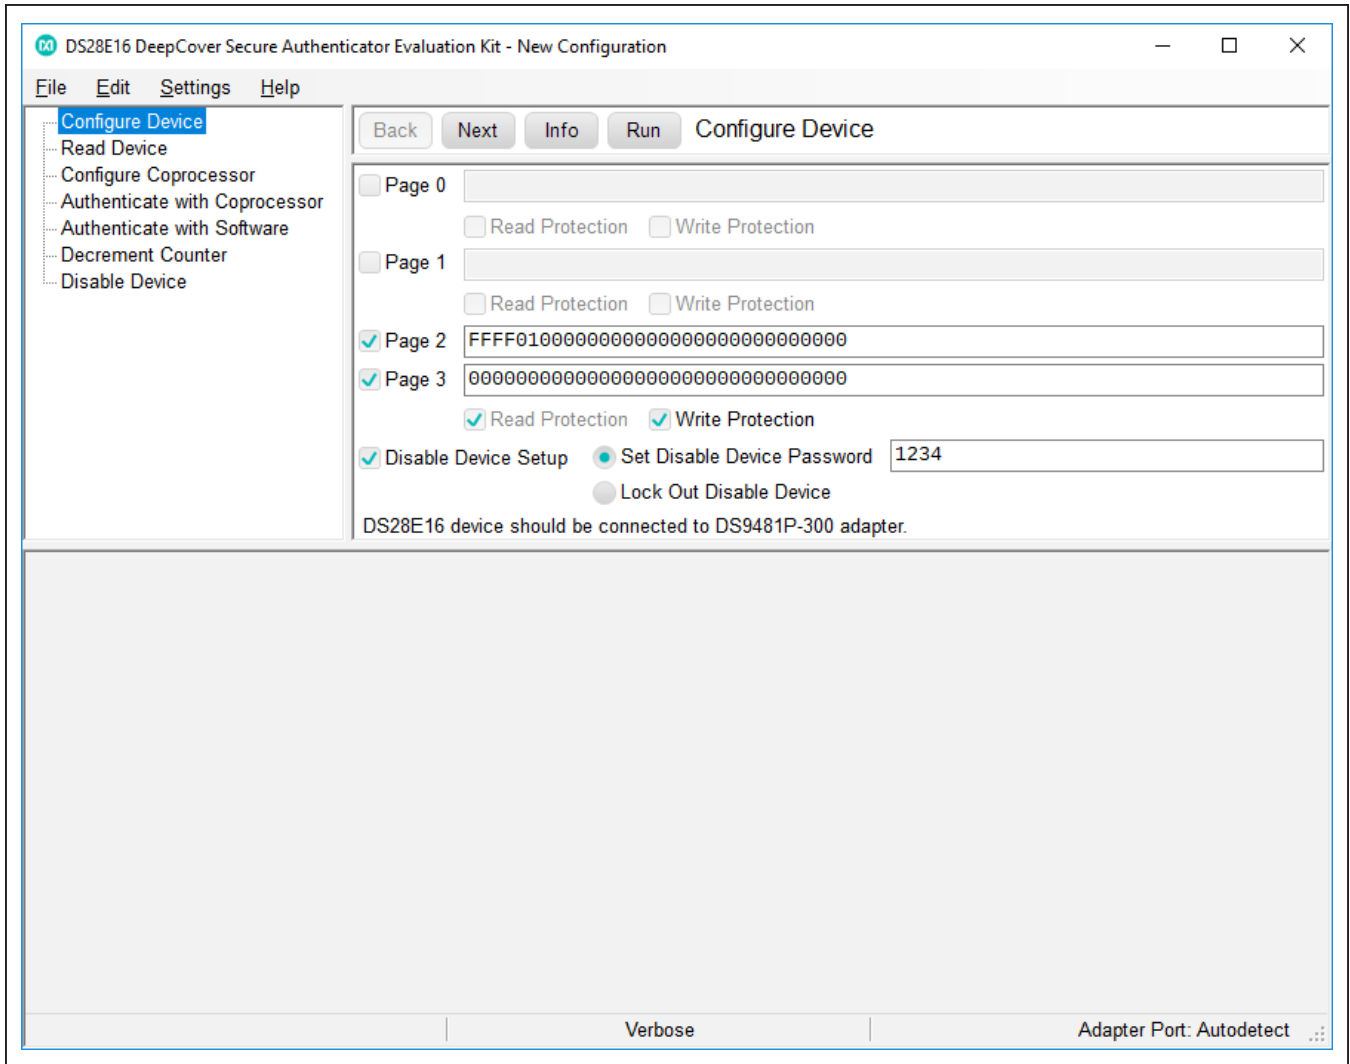 DS28E16 DeepCover Secure Authenticator Evaluation Kit - New Configuration
File Edit Settings Help
Configure Device
Read Device
Configure Coprocessor
Authenticate with Coprocessor
Authenticate with Software
Decrement Counter
Disable Device
Back Next Info Run Configure Device
Page 0
Read Protection Write Protection
Page 1
Read Protection Write Protection
Page 2 FFFF0100000000000000000000000000
Page 3 00000000000000000000000000000000
Read Protection Write Protection
Disable Device Setup Set Disable Device Password 1234
Lock Out Disable Device
DS28E16 device should be connected to DS9481P-300 adapter.
Verbose Adapter Port: Autodetect